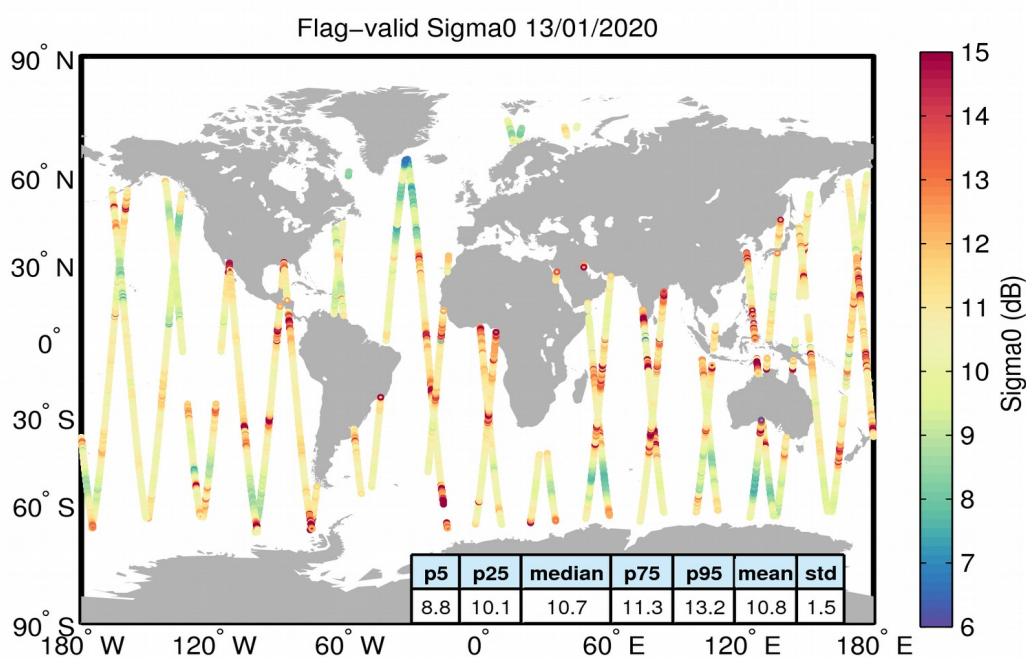 Flag−valid Sigma0 13/01/2020
90° N
60° N
30° N
0°
30° S
60° S
90° S
180° W
120° W
60° W
0°
60° E
120° E
180° E
15
14
13
12
11
10
9
8
7
6
Sigma0 (dB)
p5 p25 median p75 p95 mean std
8.8 10.1 10.7 11.3 13.2 10.8 1.5